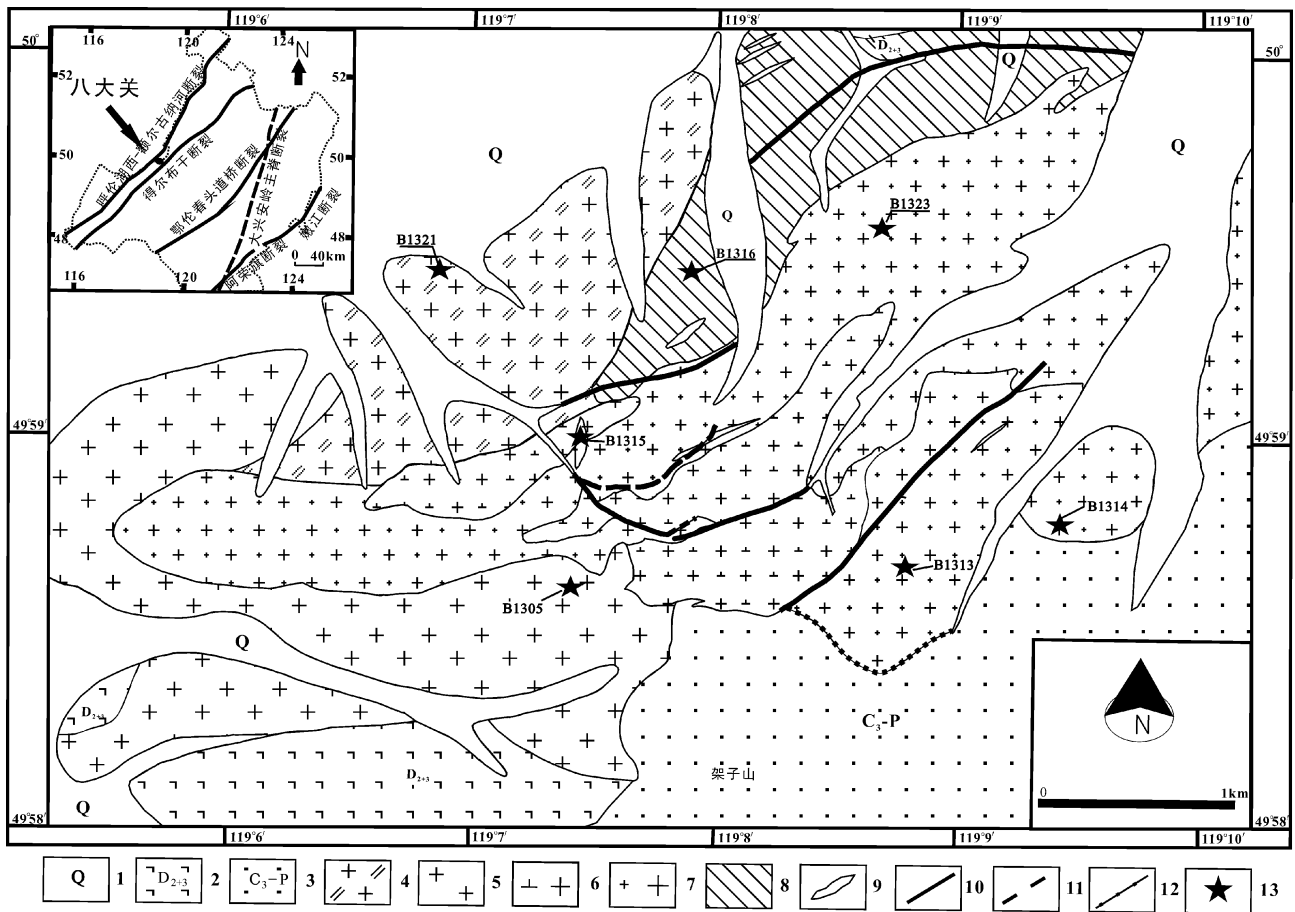 119°6′ 119°7′ 119°8′ 119°9′ 119°10′
50° 50°
116 120 124
N
52 52
八大关
呼伦湖西-额尔古纳河断裂
得尔布干断裂
鄂伦春头道桥断裂
大兴安岭主脊断裂
嫩江断裂
阿荣旗断裂
50 50
48 48
0 40km
116 120 124
D2+3
Q
Q
Q
Q
B1323
B1321
B1316
B1315
49°59′ 49°59′
B1314
B1313
B1305
Q
D2+3
C3-P
N
架子山
D2+3
Q
0 1km
49°58′ 49°58′
119°6′ 119°7′ 119°8′ 119°9′ 119°10′
Q 1 D2+3 2 C3-P 3 4 5 6 7 8 9 10 11 12 13